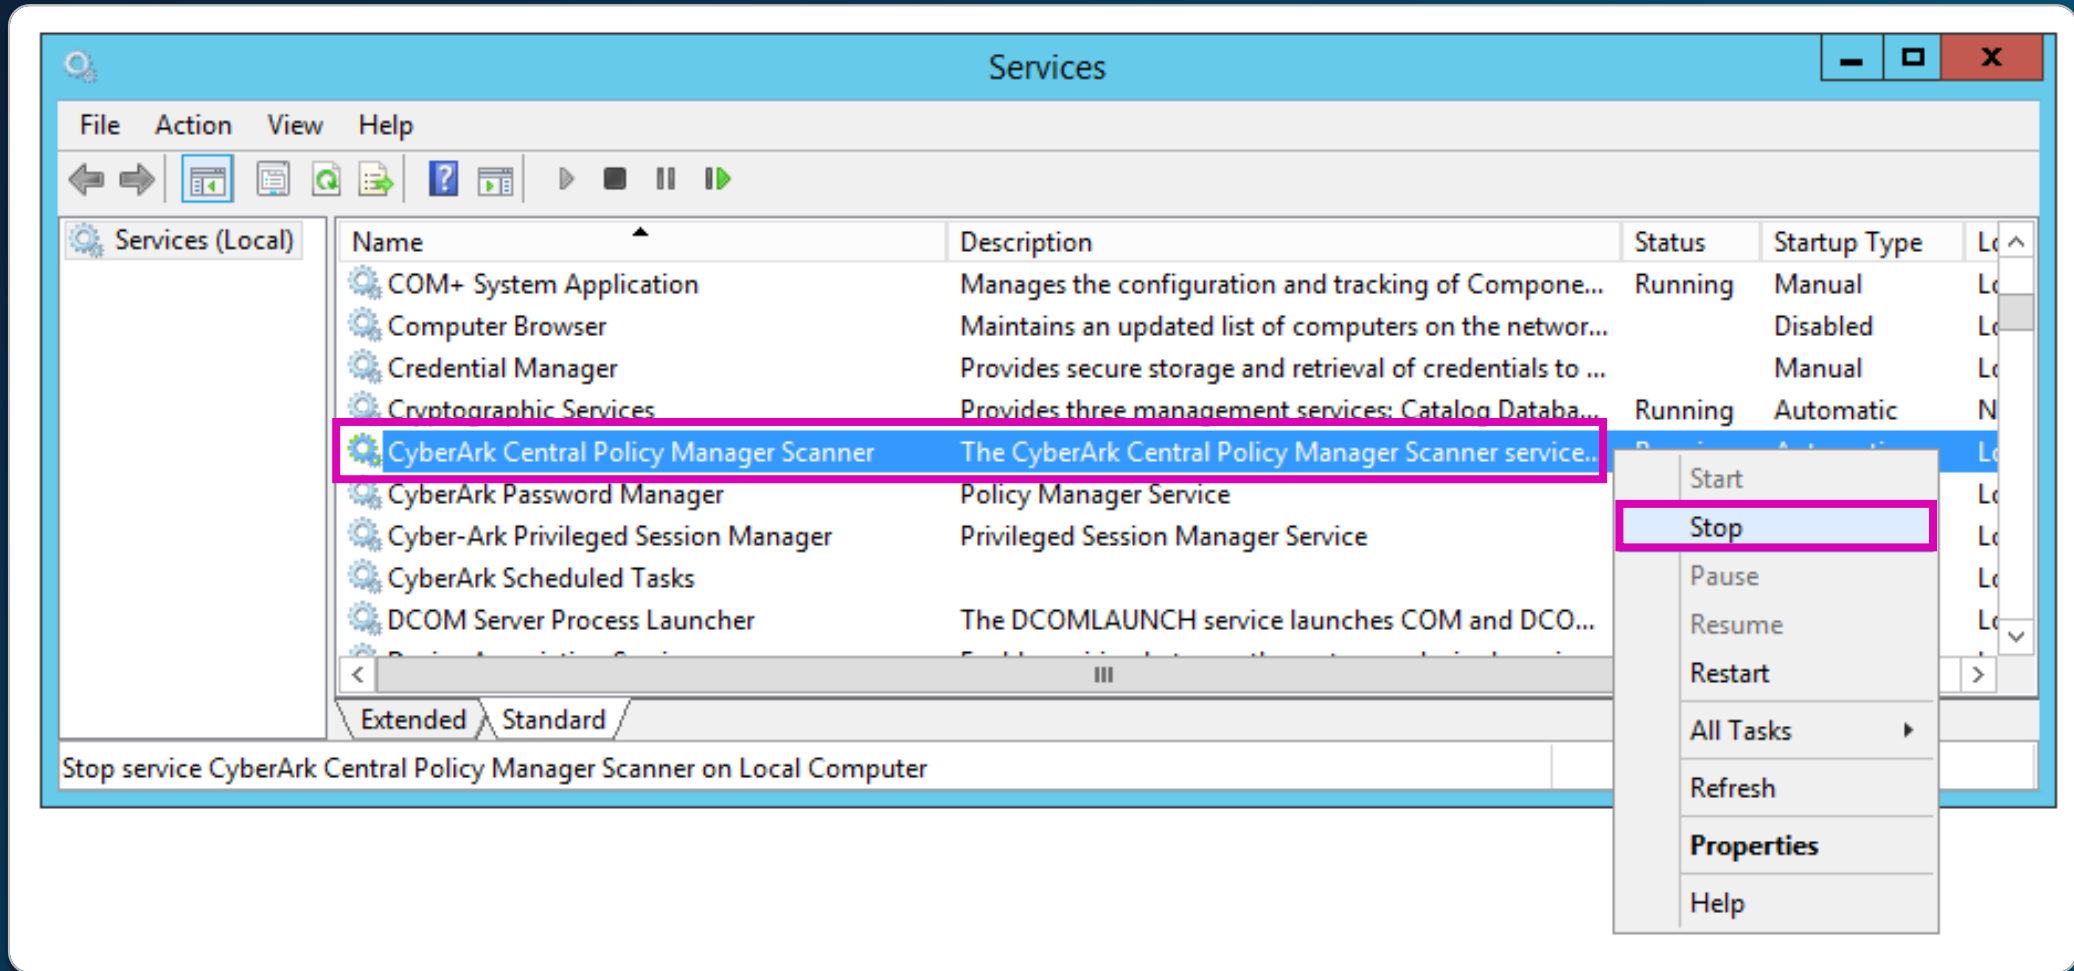 Services
File Action View Help
Services (Local)
Name Description Status Startup Type
COM+ System Application Manages the configuration and tracking of Compone... Running Manual
Computer Browser Maintains an updated list of computers on the networ... Disabled
Credential Manager Provides secure storage and retrieval of credentials to ... Manual
Cryptographic Services Provides three management services: Catalog Databa... Running Automatic N
CyberArk Central Policy Manager Scanner The CyberArk Central Policy Manager Scanner service...
CyberArk Password Manager Policy Manager Service
Cyber-Ark Privileged Session Manager Privileged Session Manager Service
CyberArk Scheduled Tasks
DCOM Server Process Launcher The DCOMLAUNCH service launches COM and DCO...
Start
Stop
Pause
Resume
Restart
All Tasks
Refresh
Properties
Help
Extended Standard
Stop service CyberArk Central Policy Manager Scanner on Local Computer